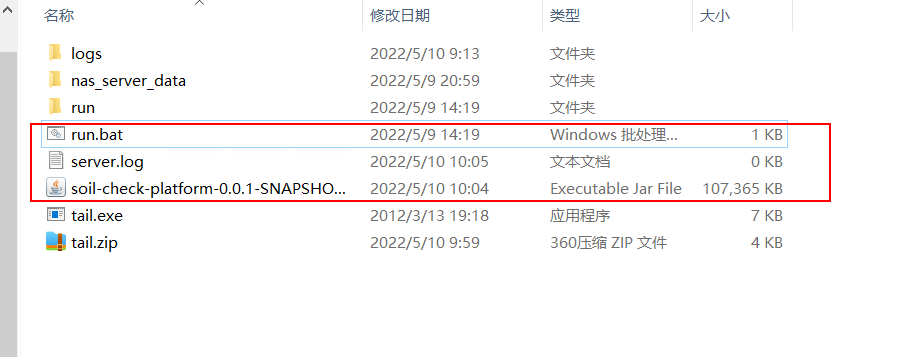 名称 修改日期 类型 大小
logs 2022/5/10 9:13 文件夹
nas_server_data 2022/5/9 20:59 文件夹
run 2022/5/9 14:19 文件夹
run.bat 2022/5/9 14:19 Windows 批处理... 1 KB
server.log 2022/5/10 10:05 文本文档 0 KB
soil-check-platform-0.0.1-SNAPSHO... 2022/5/10 10:04 Executable Jar File 107,365 KB
tail.exe 2012/3/13 19:18 应用程序 7 KB
tail.zip 2022/5/10 9:59 360压缩 ZIP 文件 4 KB